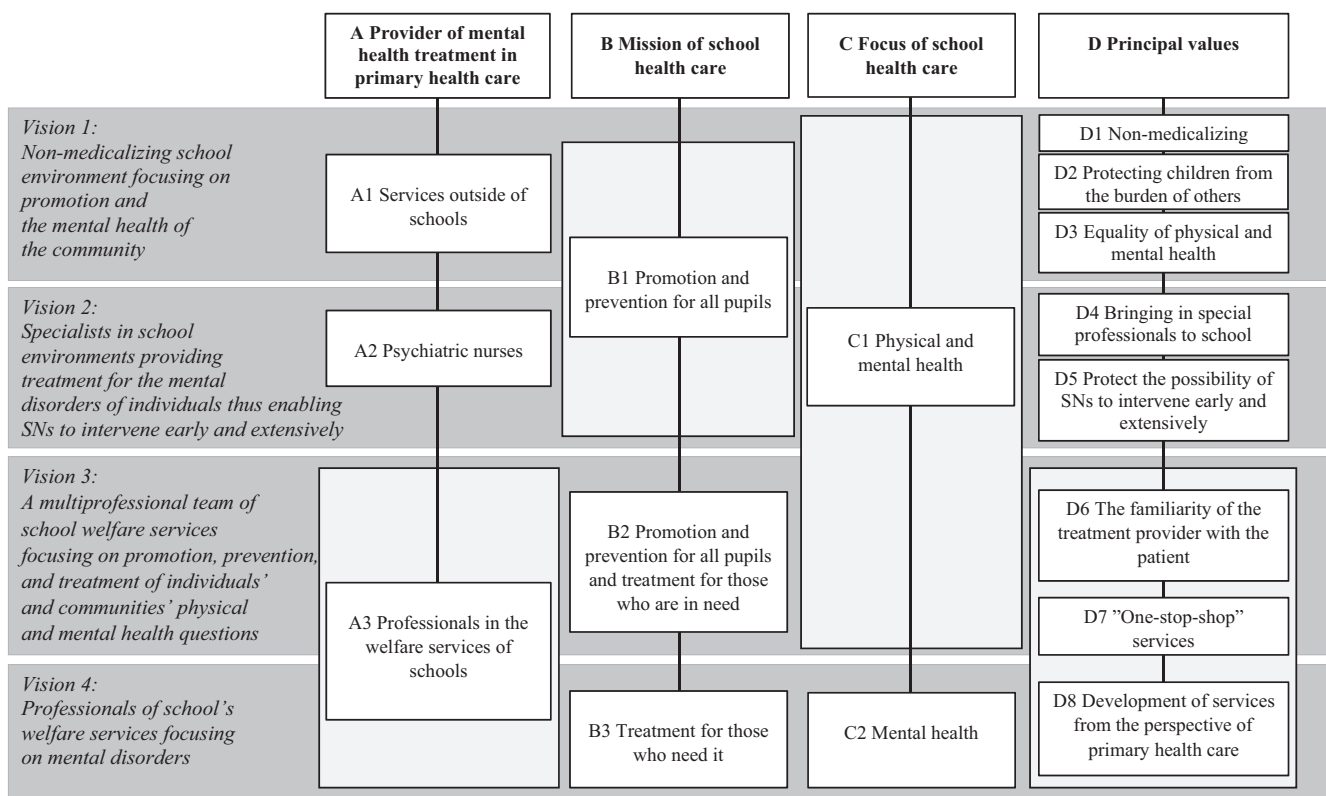 A Provider of mental
health treatment in
primary health care
B Mission of school
health care
C Focus of school
health care
D Principal values
Vision 1:
Non-medicalizing school
environment focusing on
promotion and
the mental health of
the community
A1 Services outside of
schools
B1 Promotion and
prevention for all pupils
D1 Non-medicalizing
D2 Protecting children from
the burden of others
D3 Equality of physical and
mental health
Vision 2:
Specialists in school
environments providing
treatment for the mental
disorders of individuals thus enabling
SNs to intervene early and extensively
A2 Psychiatric nurses
C1 Physical and
mental health
D4 Bringing in special
professionals to school
D5 Protect the possibility of
SNs to intervene early and
extensively
Vision 3:
A multiprofessional team of
school welfare services
focusing on promotion, prevention,
and treatment of individuals’
and communities’ physical
and mental health questions
A3 Professionals in the
welfare services of
schools
B2 Promotion and
prevention for all pupils
and treatment for those
who are in need
D6 The familiarity of the
treatment provider with the
patient
D7 ”One-stop-shop”
services
Vision 4:
Professionals of school’s
welfare services focusing
on mental disorders
B3 Treatment for those
who need it
C2 Mental health
D8 Development of services
from the perspective of
primary health care